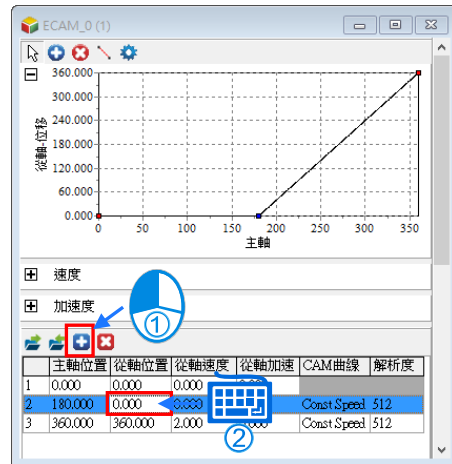 ECAM_0 (1)
360.000
300.000
240.000
180.000
120.000
60.000
0.000
從軸-位移
0 50 100 150 200 250 300 350
主軸
速度
加速度
①
主軸位置 從軸位置 從軸速度 從軸加速 CAM曲線 解析度
1 0.000 0.000 0.000
2 180.000 0.000 0.000 Const Speed 512
3 360.000 360.000 2.000 Const Speed 512
②